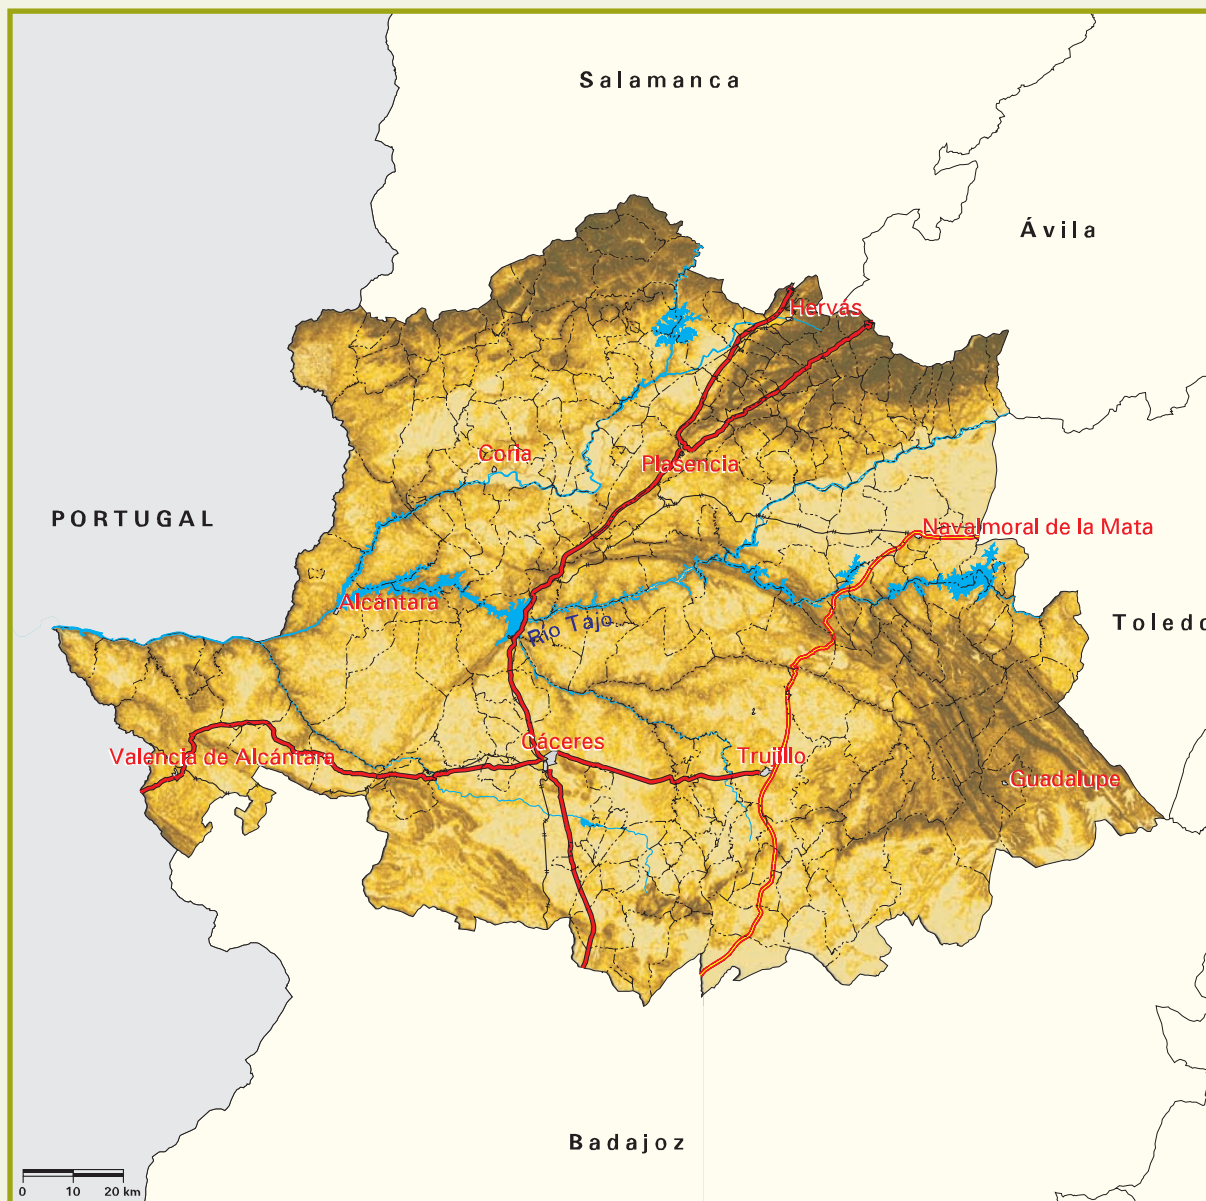 Salamanca
Ávila
Hervás
Coria
Plasencia
PORTUGAL
Navalmoral de la Mata
Alcántara
Río Tajo
Toledo
Cáceres
Valencia de Alcántara
Trujillo
Guadalupe
Badajoz
0 10 20 km